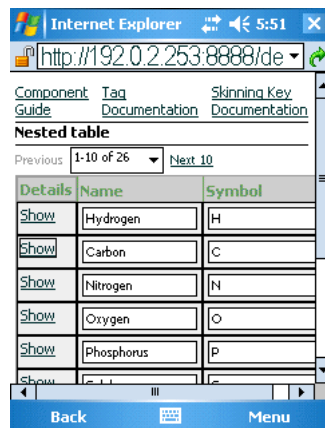 Internet Explorer 5:51
http://192.0.2.253:8888/de
Component Guide Tag Documentation Skinning Key Documentation
Nested table
Previous 1-10 of 26 Next 10
Details Name Symbol
Show Hydrogen H
Show Carbon C
Show Nitrogen N
Show Oxygen O
Show Phosphorus P
Show
Back Menu